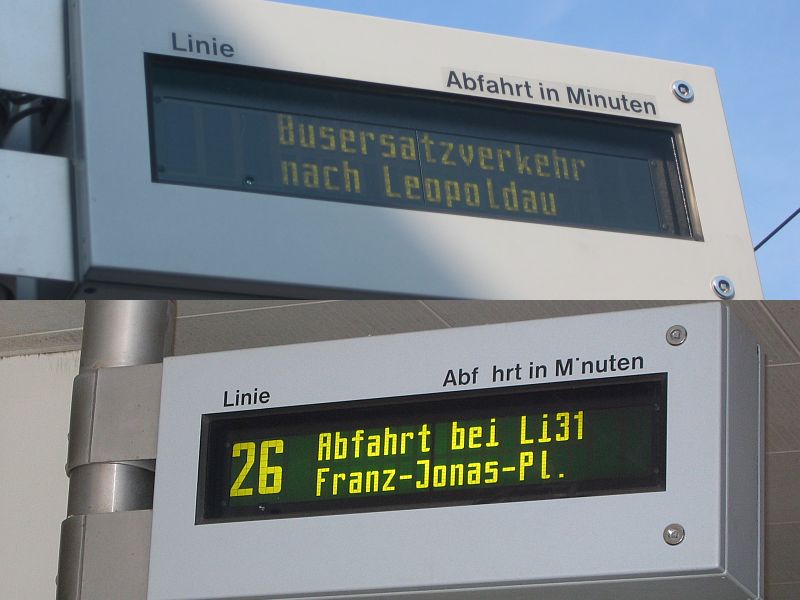 Linie
Abfahrt in Minuten
Busersatzverkehr
nach Leopoldau
Linie
Abf hrt in M nuten
26 Abfahrt bei Li31
Franz-Jonas-Pl.